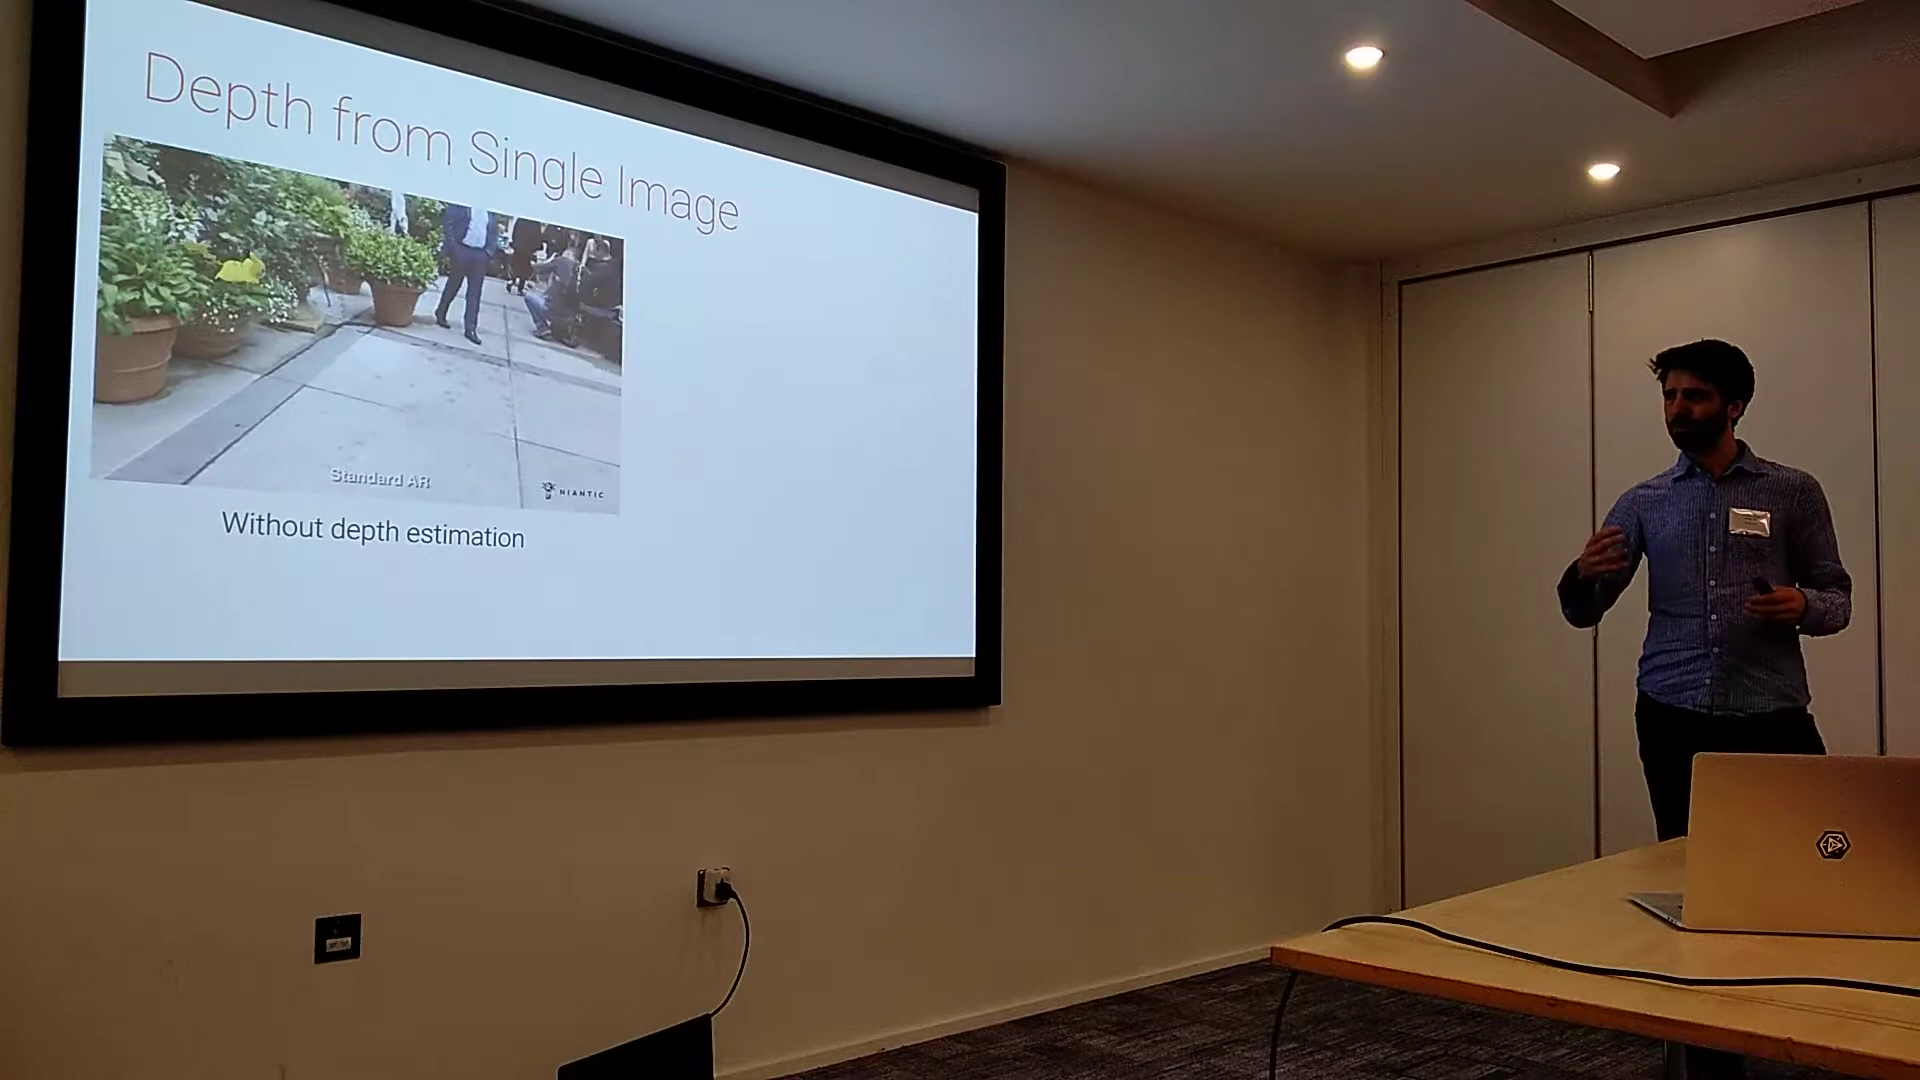 Depth from Single Image
Standard AR
NIANTIC
Without depth estimation